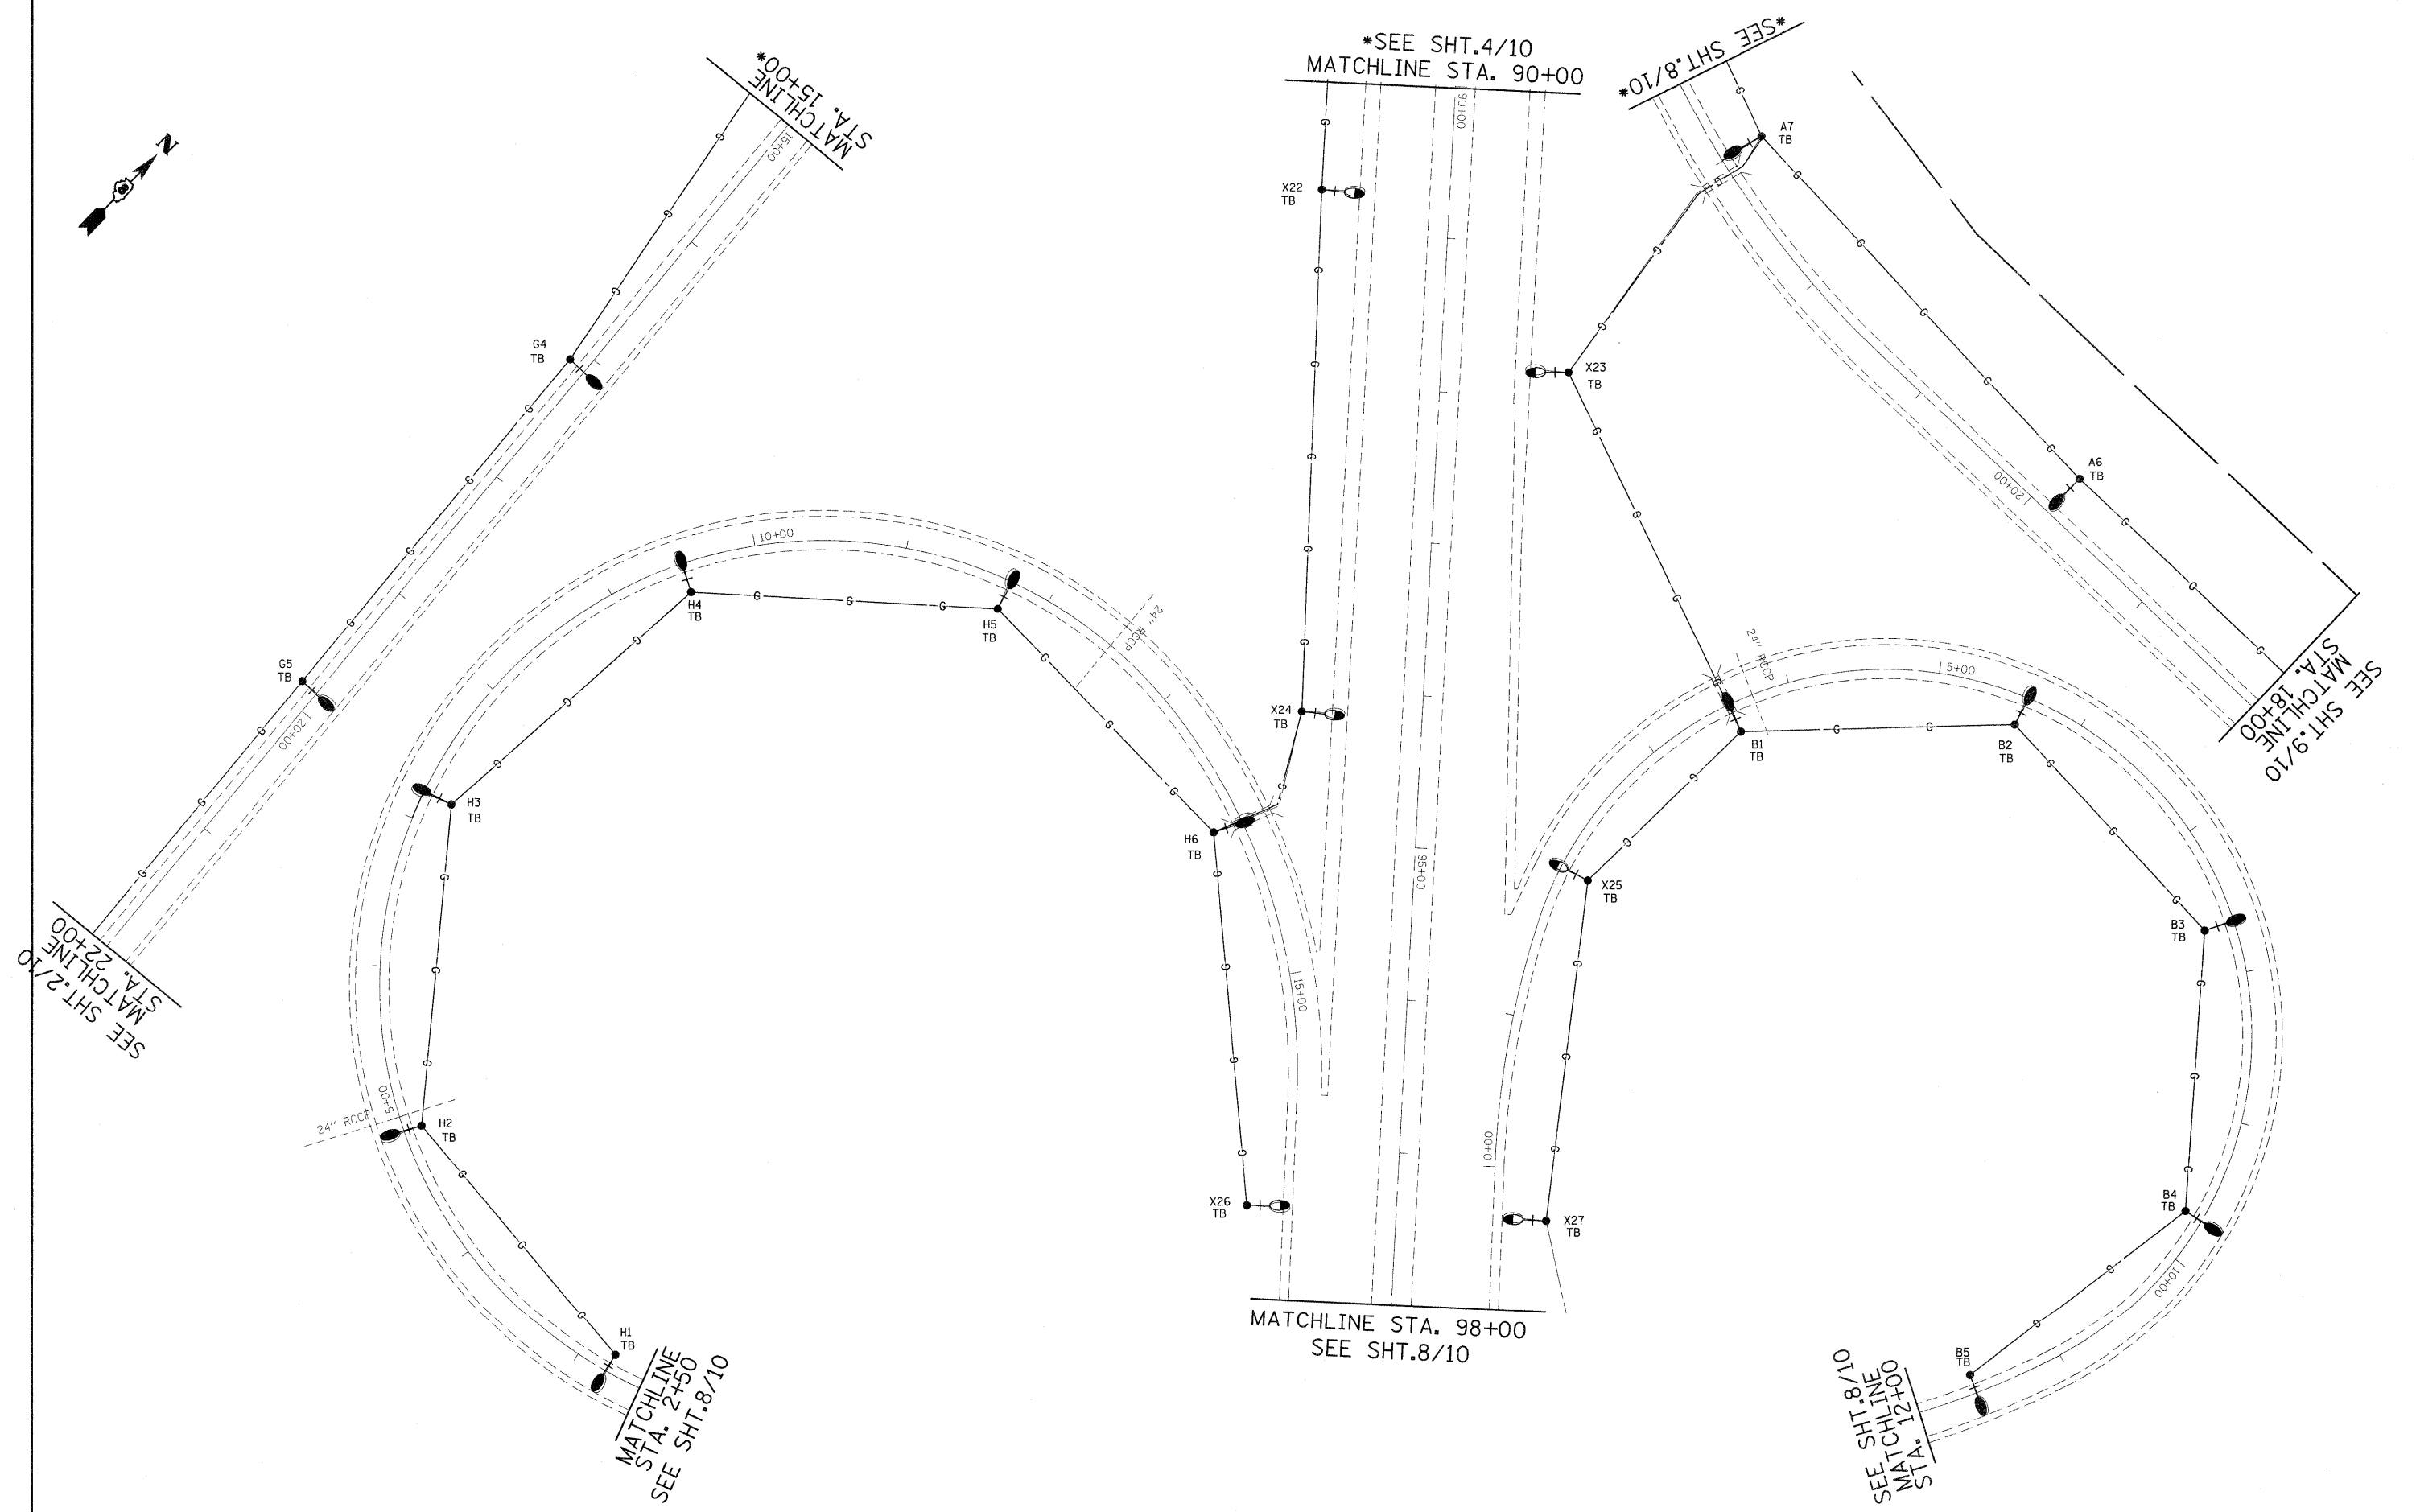 *SEE SHT.4/10
MATCHLINE STA. 90+00
*SEE SHT.8/10*
MATCHLINE
STA. 15+00*
15+00
N
90+00
A7
TB
G
X22
TB
G4
TB
X23
TB
A6
TB
20+00
10+00
H4
TB
H5
TB
24" RCCP
G5
TB
20+00
X24
TB
24" RCCP
5+00
B1
TB
B2
TB
SEE SHT.9/10
MATCHLINE
STA. 18+00
H3
TB
H6
TB
95+00
X25
TB
B3
TB
SEE SHT.2/10
MATCHLINE
STA. 22+00
15+00
5+00
24" RCCP
H2
TB
10+00
X26
TB
X27
TB
B4
TB
10+00
MATCHLINE STA. 98+00
SEE SHT.8/10
H1
TB
MATCHLINE
STA. 2+50
SEE SHT.8/10
B5
TB
SEE SHT.8/10
MATCHLINE
STA. 12+00